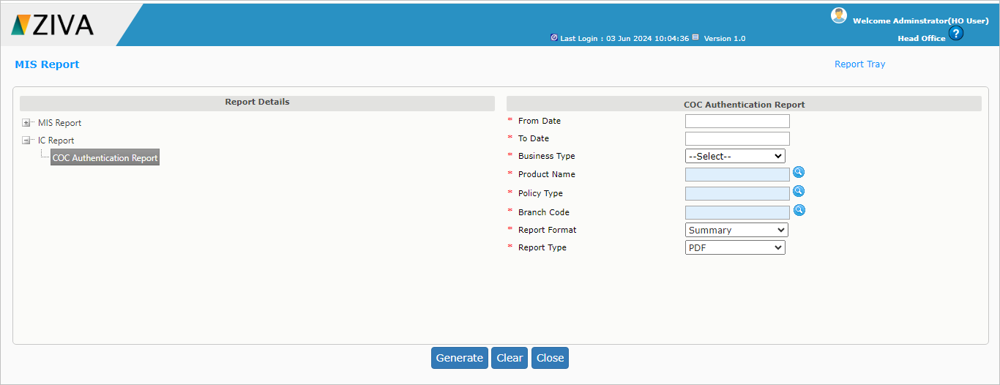 ZIVA
Welcome Adminstrator(HO User)
Last Login : 03 Jun 2024 10:04:36 Version 1.0
Head Office ?
MIS Report
Report Tray
Report Details
MIS Report
IC Report
COC Authentication Report
COC Authentication Report
* From Date
* To Date
* Business Type --Select--
* Product Name
* Policy Type
* Branch Code
* Report Format Summary
* Report Type PDF
Generate Clear Close